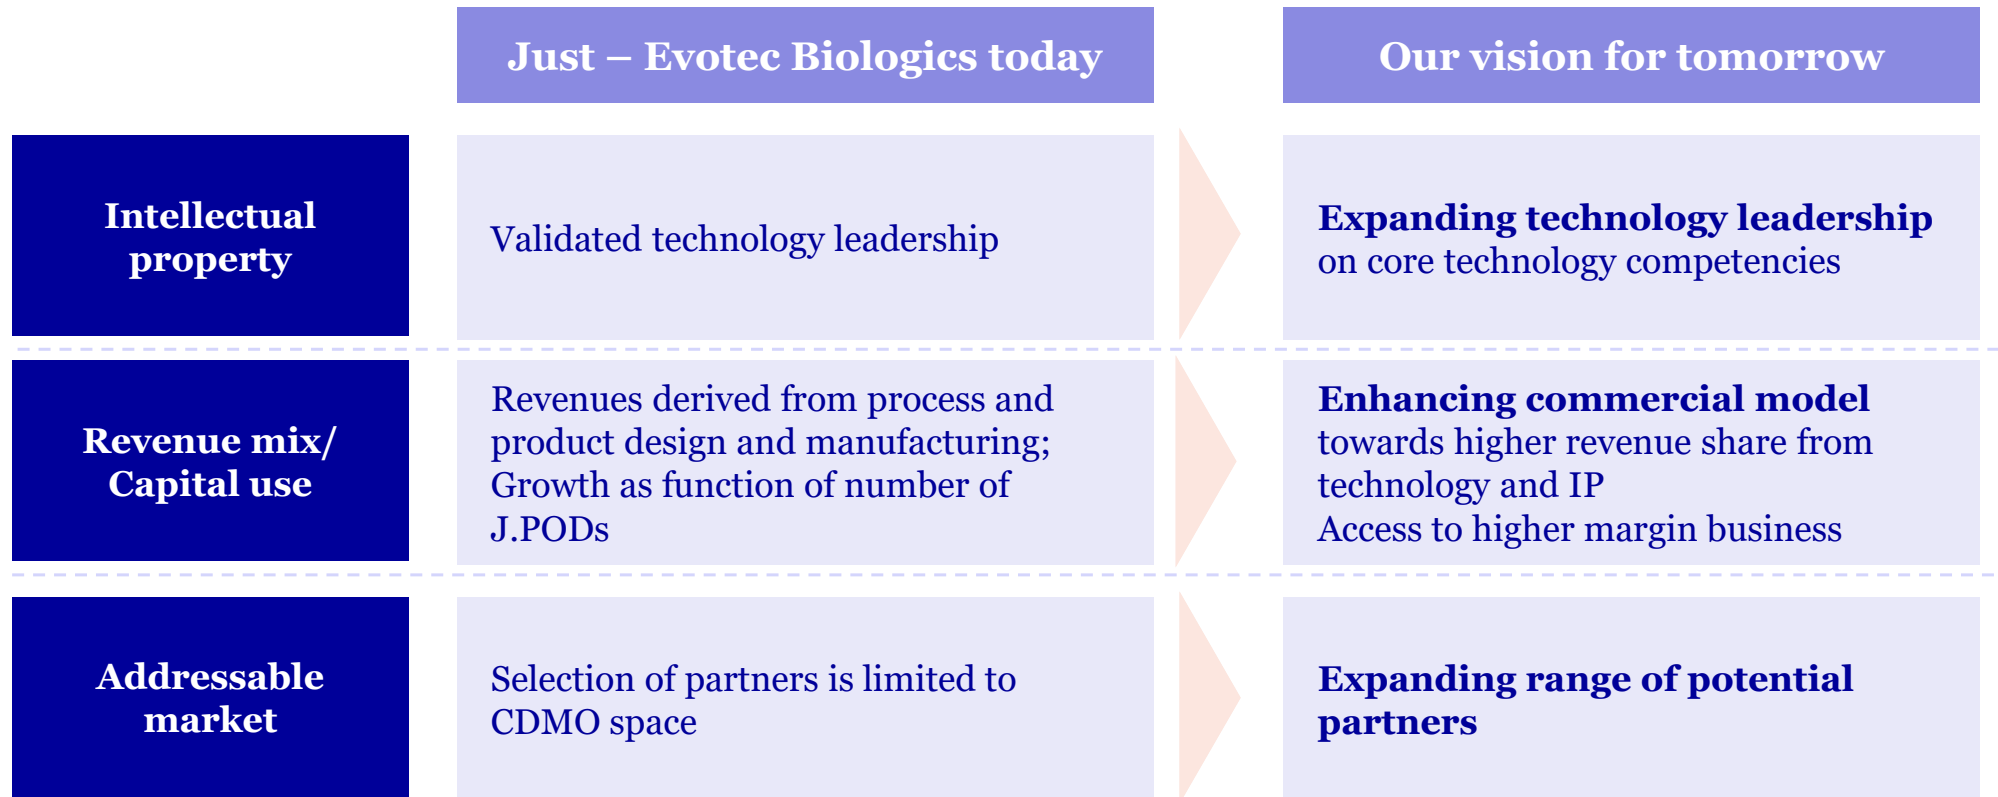 Just – Evotec Biologics today
Our vision for tomorrow
Intellectual
property
Validated technology leadership
Expanding technology leadership
on core technology competencies
Revenue mix/
Capital use
Revenues derived from process and
product design and manufacturing;
Growth as function of number of
J.PODs
Enhancing commercial model
towards higher revenue share from
technology and IP
Access to higher margin business
Addressable
market
Selection of partners is limited to
CDMO space
Expanding range of potential
partners